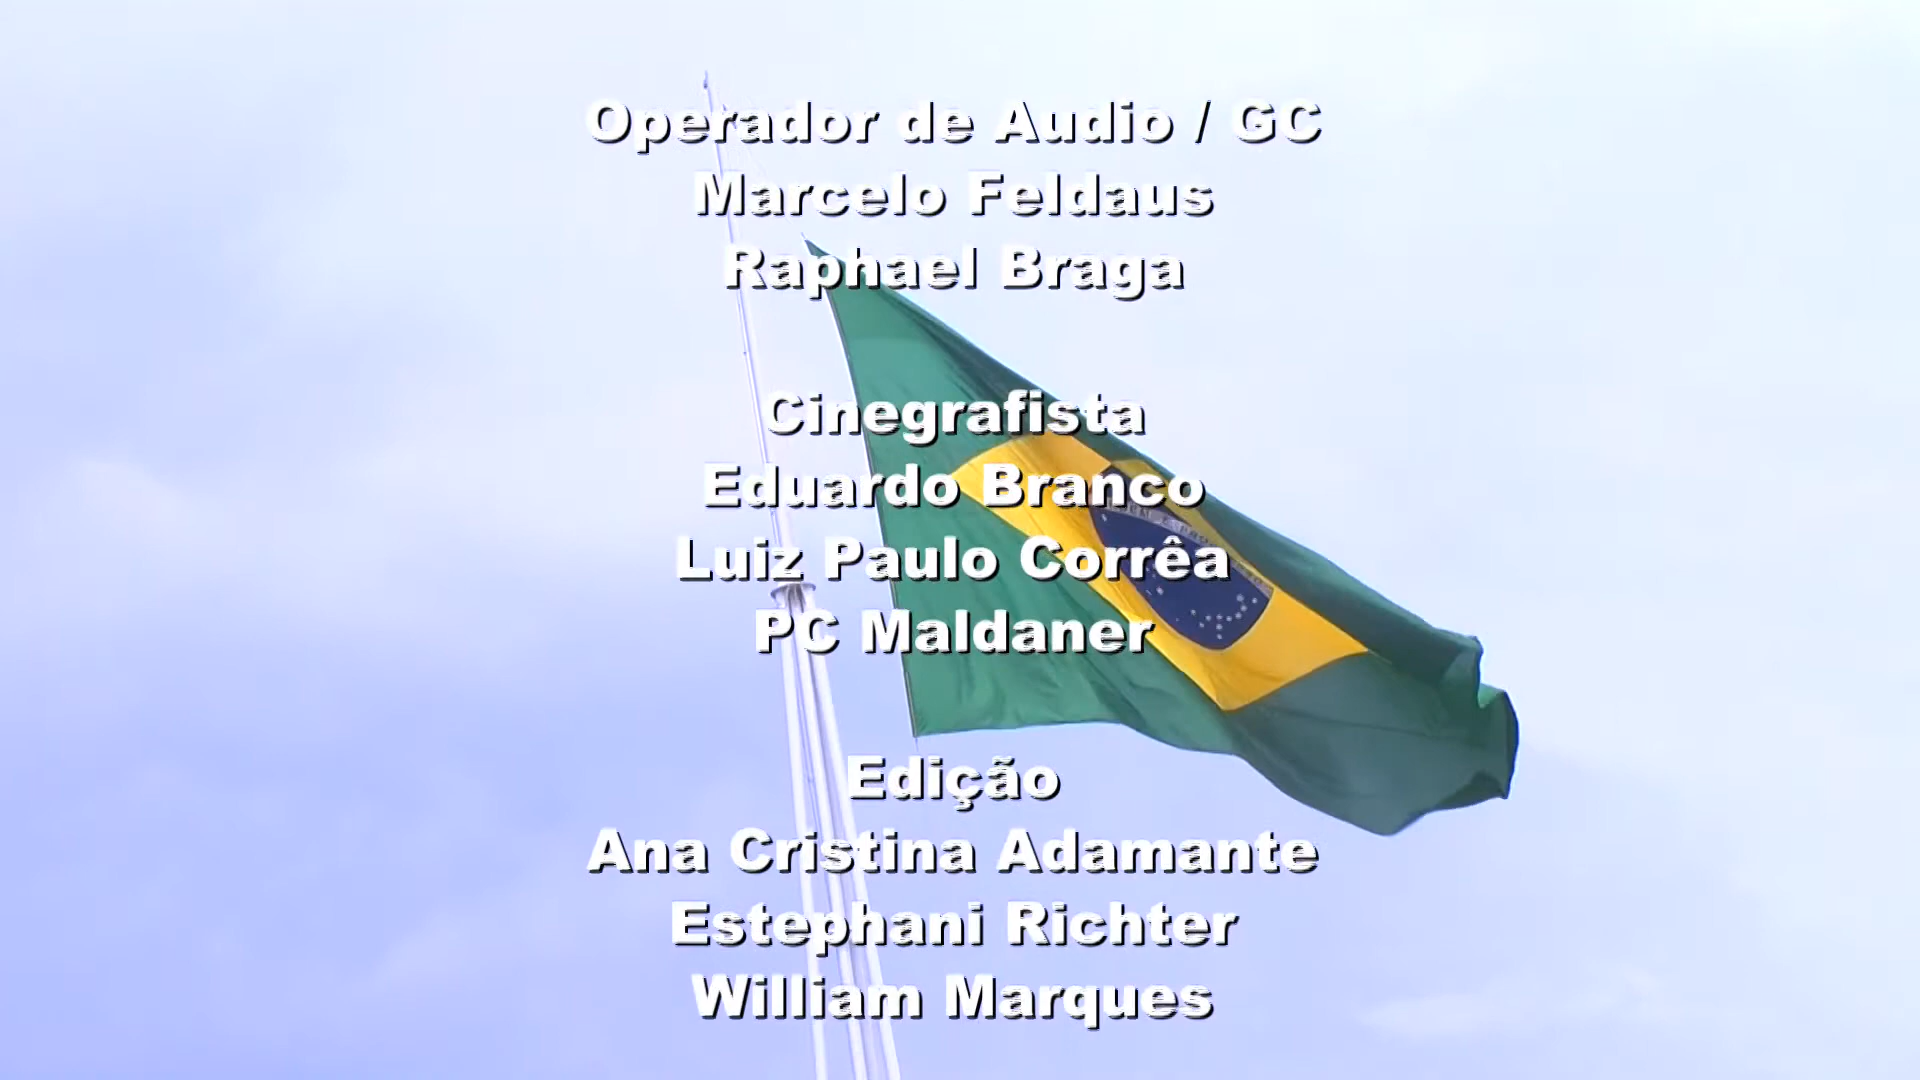 Operador de Audio / GC
Marcelo Feldaus
Raphael Braga
Cinegrafista
Eduardo Branco
Luiz Paulo Corrêa
PC Maldaner
Edição
Ana Cristina Adamante
Estephani Richter
William Marques